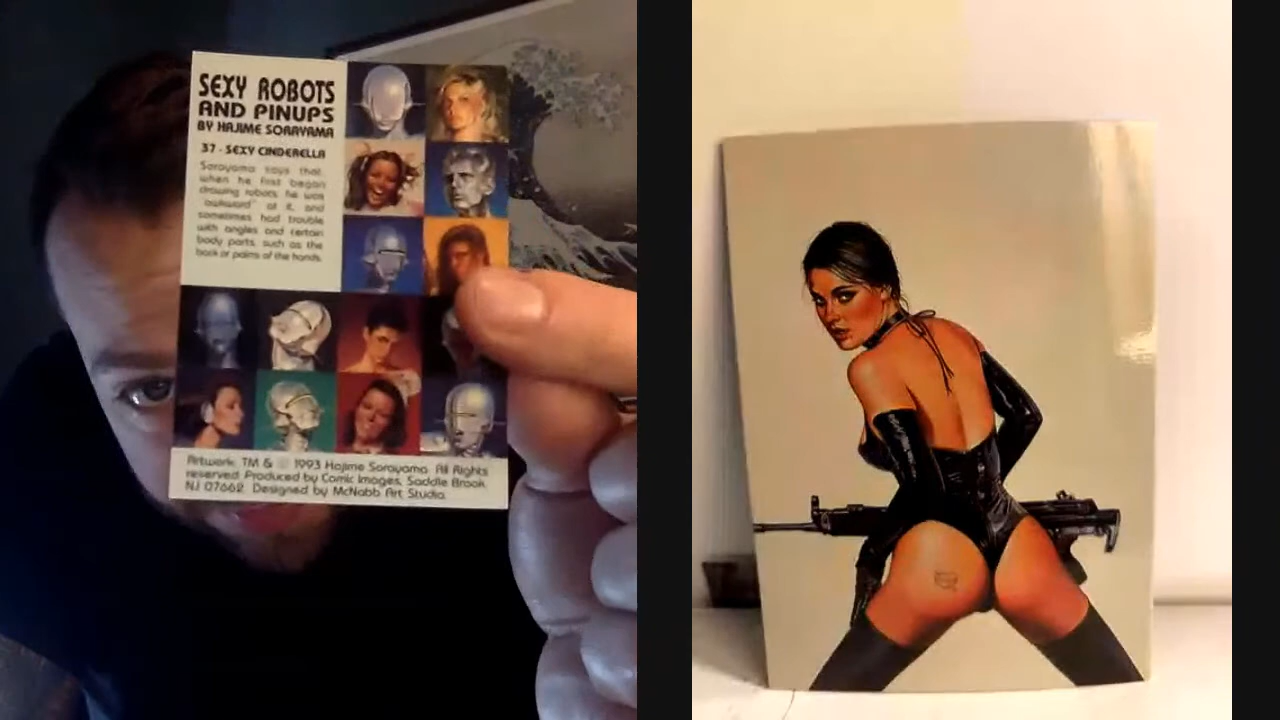 SEXY ROBOTS
AND PINUPS
BY HAJIME SORAYAMA
37 - SEXY CINDERELLA
Sorayama says that,
when he first began
drawing robots, he was
"awkward" at it, and
sometimes had trouble
with angles and certain
body parts, such as the
back or palms of the hands.
Artwork: TM & © 1993 Hajime Sorayama. All Rights
reserved. Produced by Comic Images, Saddle Brook,
NJ 07662. Designed by McNabb Art Studio.